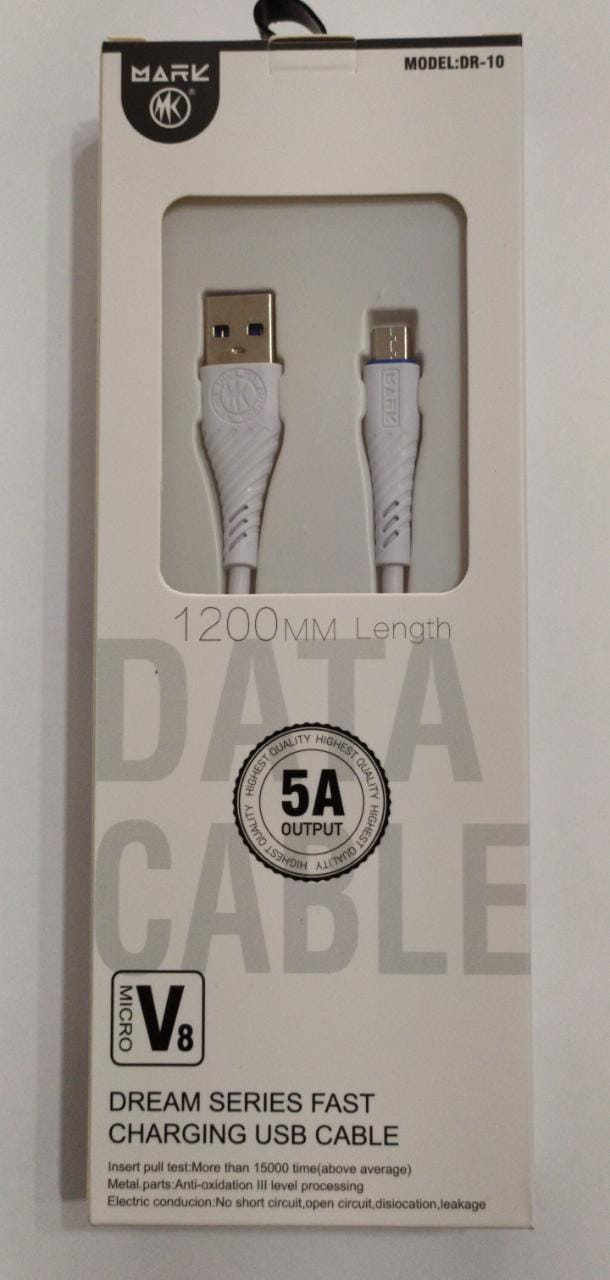 MARK
MK®
MODEL:DR-10
MK
MARK
1200MM Length
DATA
CABLE
HIGHEST QUALITY HIGHEST QUALITY HIGHEST QUALITY HIGHEST QUALITY HIGHEST QUALITY
5A
OUTPUT
MICRO
V8
DREAM SERIES FAST
CHARGING USB CABLE
Insert pull test:More than 15000 time(above average)
Metal.parts:Anti-oxidation III level processing
Electric conducion:No short circuit,open circuit,disiocation,leakage